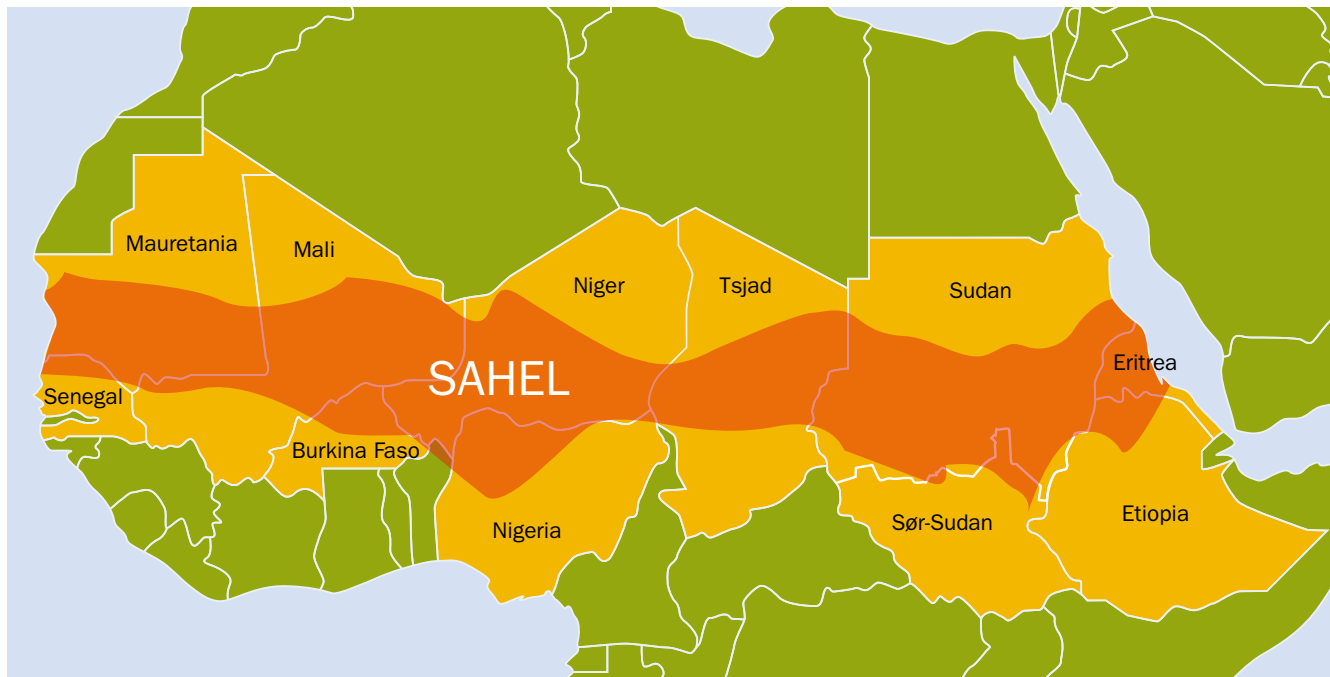 Mauretania
Mali
Niger
Tsjad
Sudan
Eritrea
SAHEL
Senegal
Burkina Faso
Nigeria
Sør-Sudan
Etiopia